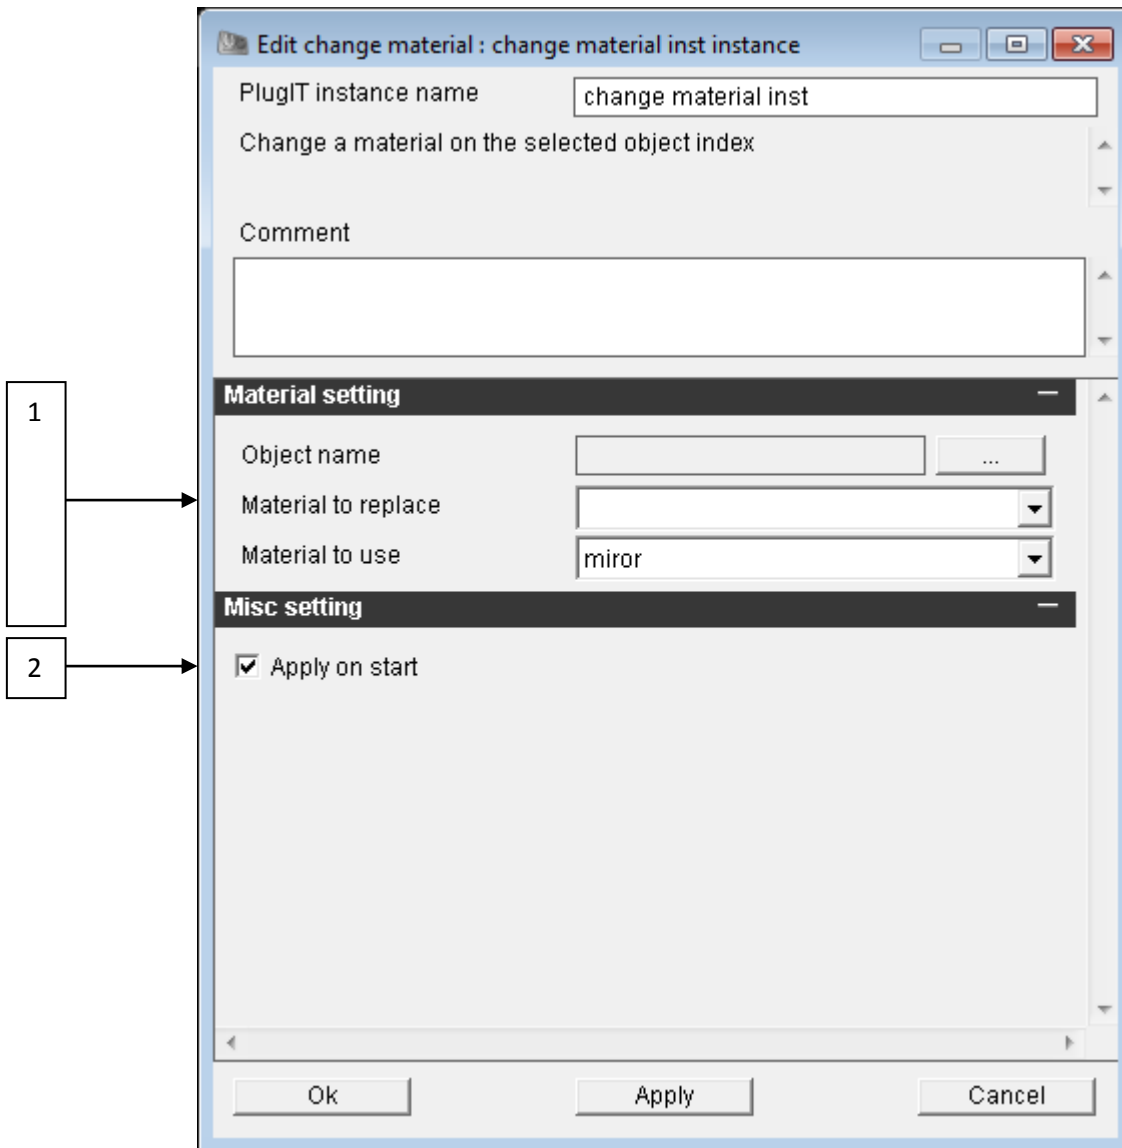 Edit change material : change material inst instance
PlugIT instance name change material inst
Change a material on the selected object index
Comment
1
Material setting
Object name ...
Material to replace
Material to use miror
Misc setting
2
Apply on start
Ok Apply Cancel